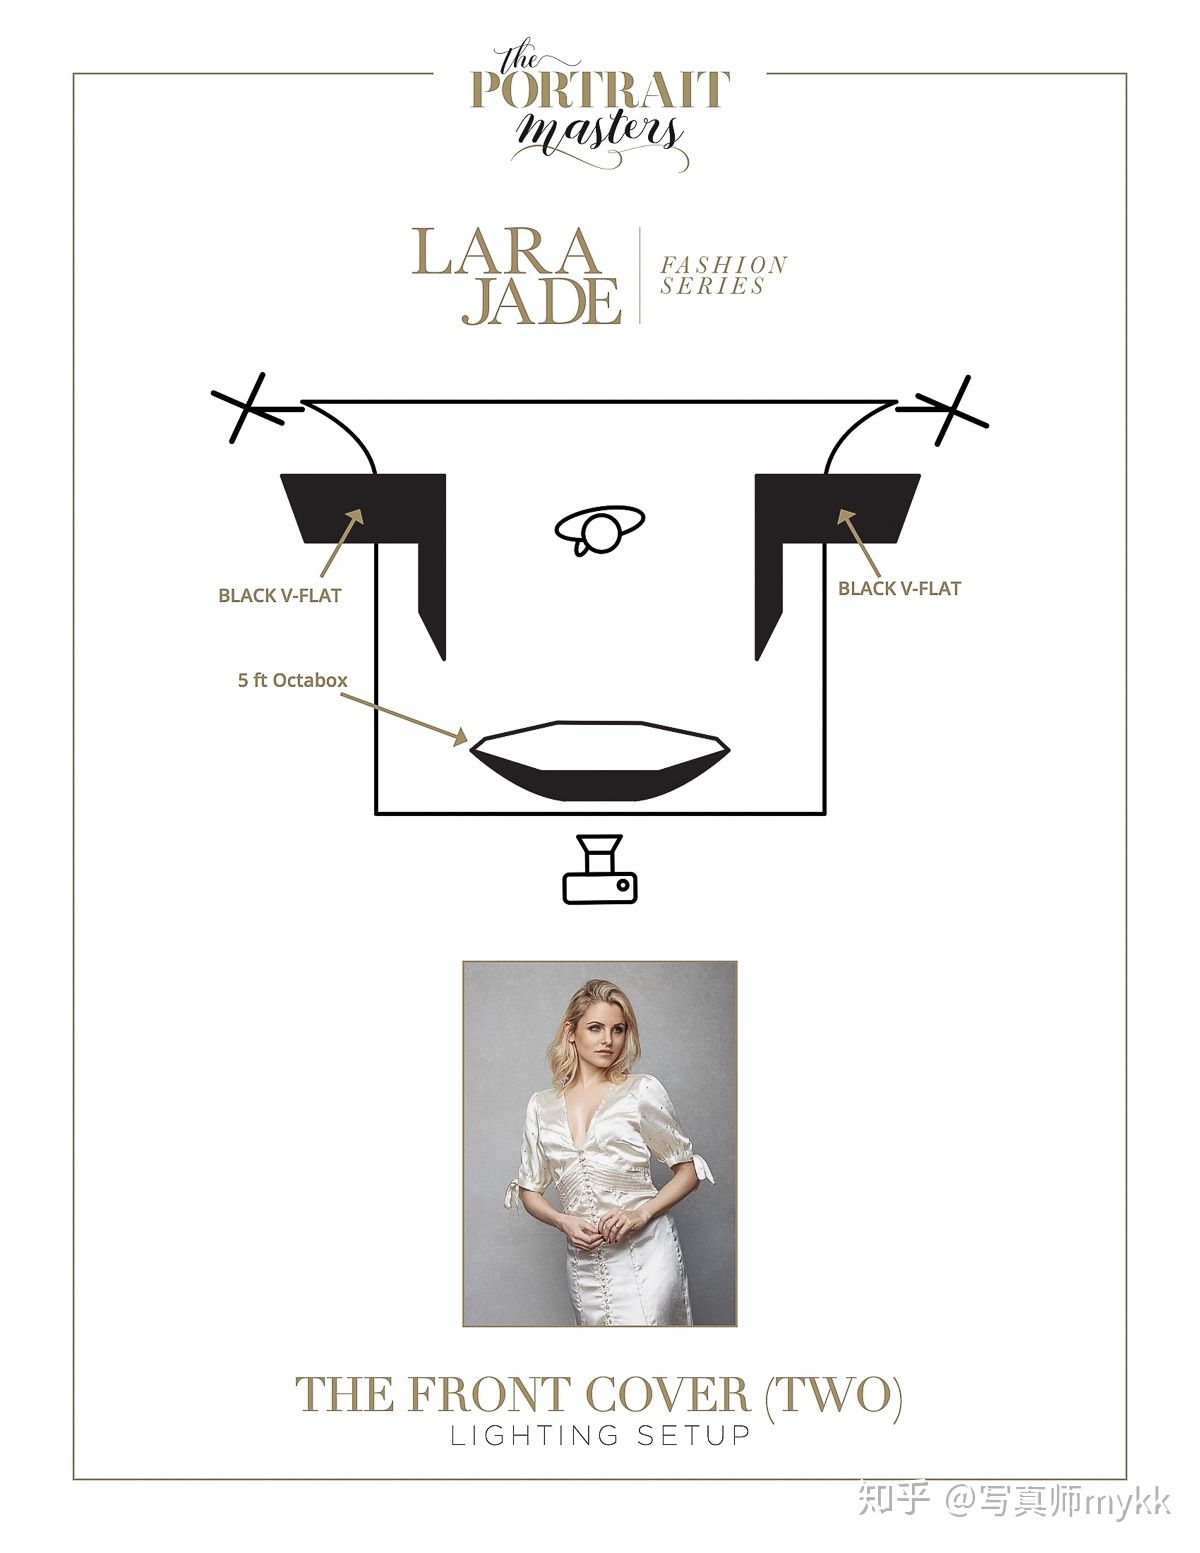 the
PORTRAIT
masters
LARA
JADE
FASHION
SERIES
BLACK V-FLAT
BLACK V-FLAT
5 ft Octabox
THE FRONT COVER (TWO)
LIGHTING SETUP
知乎 @写真师mykk